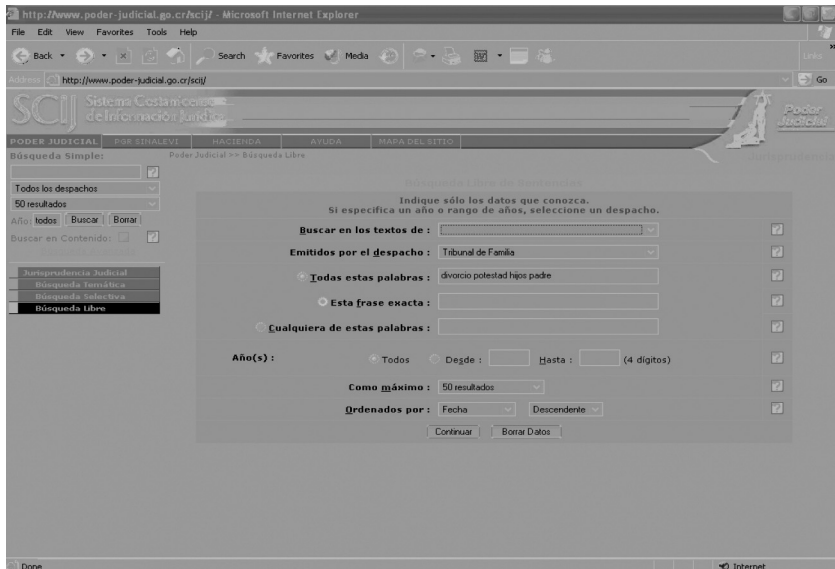 http://www.poder-judicial.go.cr/scij/ - Microsoft Internet Explorer
File Edit View Favorites Tools Help
Back Search Favorites Media
Links »
Address http://www.poder-judicial.go.cr/scij/ Go
SCIJ Sistema Costarricense de Información Jurídica
Poder Judicial
PODER JUDICIAL PGR SINALEVI HACIENDA AYUDA MAPA DEL SITIO
Jurisprudencia
Búsqueda Simple:
Poder Judicial >> Búsqueda Libre
Todos los despachos
50 resultados
Año: todos Buscar Borrar
Buscar en Contenido:
Jurisprudencia Judicial
Búsqueda Temática
Búsqueda Selectiva
Búsqueda Libre
Búsqueda Libre de Sentencias
Indique sólo los datos que conozca.
Si especifica un año o rango de años, seleccione un despacho.
Buscar en los textos de :
Emitidos por el despacho : Tribunal de Familia
Todas estas palabras : divorcio potestad hijos padre
Esta frase exacta :
Cualquiera de estas palabras :
Año(s) : Todos Desde : Hasta : (4 dígitos)
Como máximo : 50 resultados
Ordenados por : Fecha Descendente
Continuar Borrar Datos
Done Internet